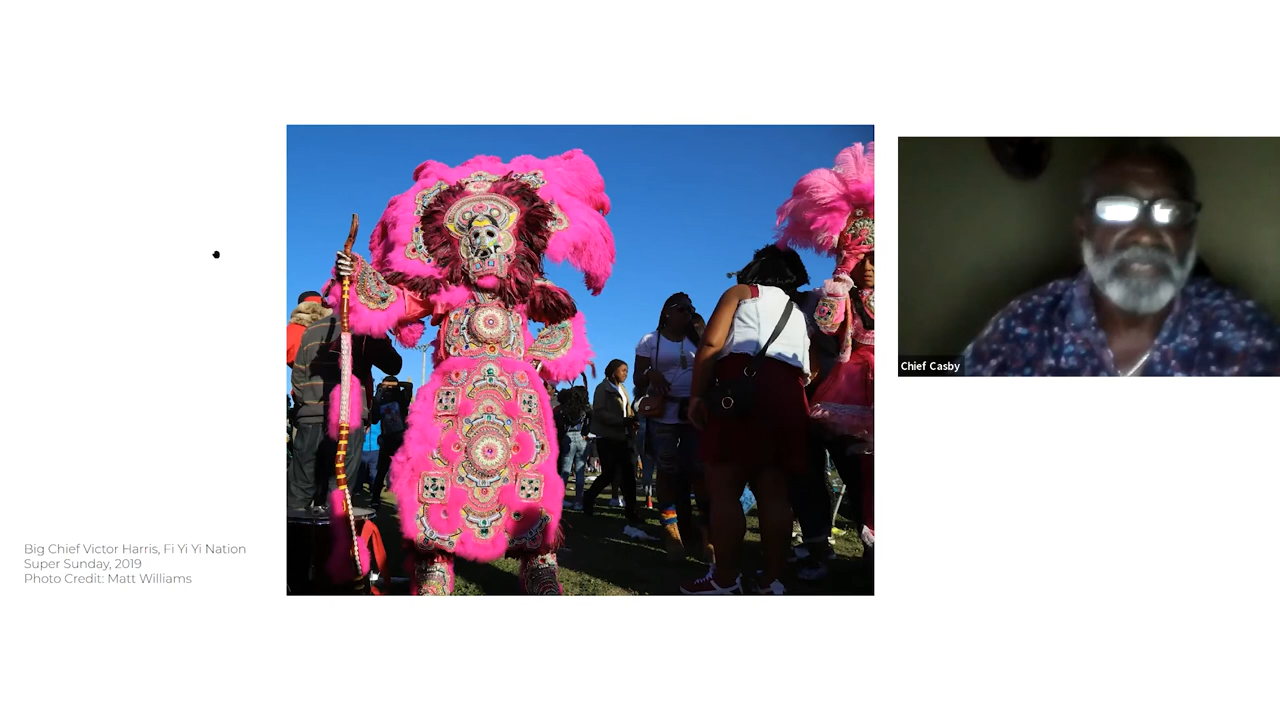 Big Chief Victor Harris, Fi Yi Yi Nation
Super Sunday, 2019
Photo Credit: Matt Williams
Chief Casby